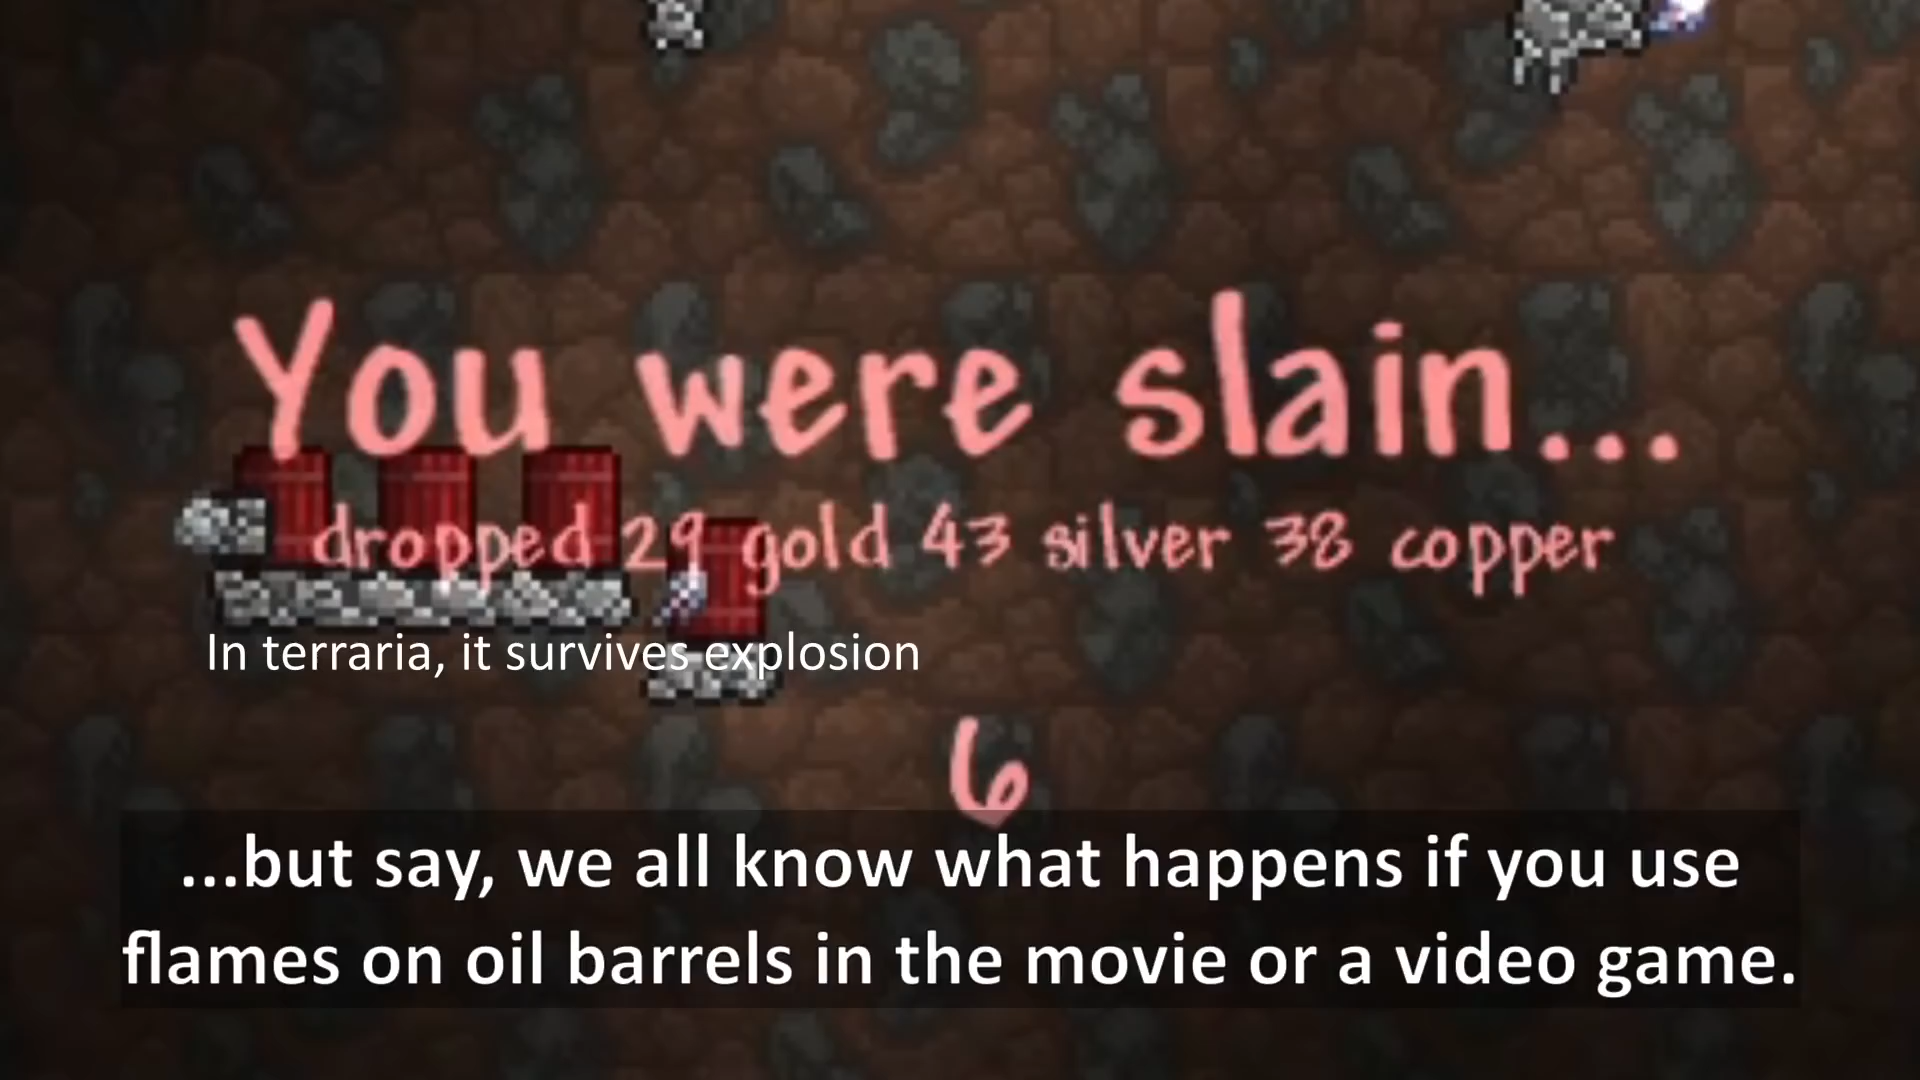 You were slain...
dropped 29 gold 43 silver 38 copper
In terraria, it survives explosion
6
...but say, we all know what happens if you use
flames on oil barrels in the movie or a video game.